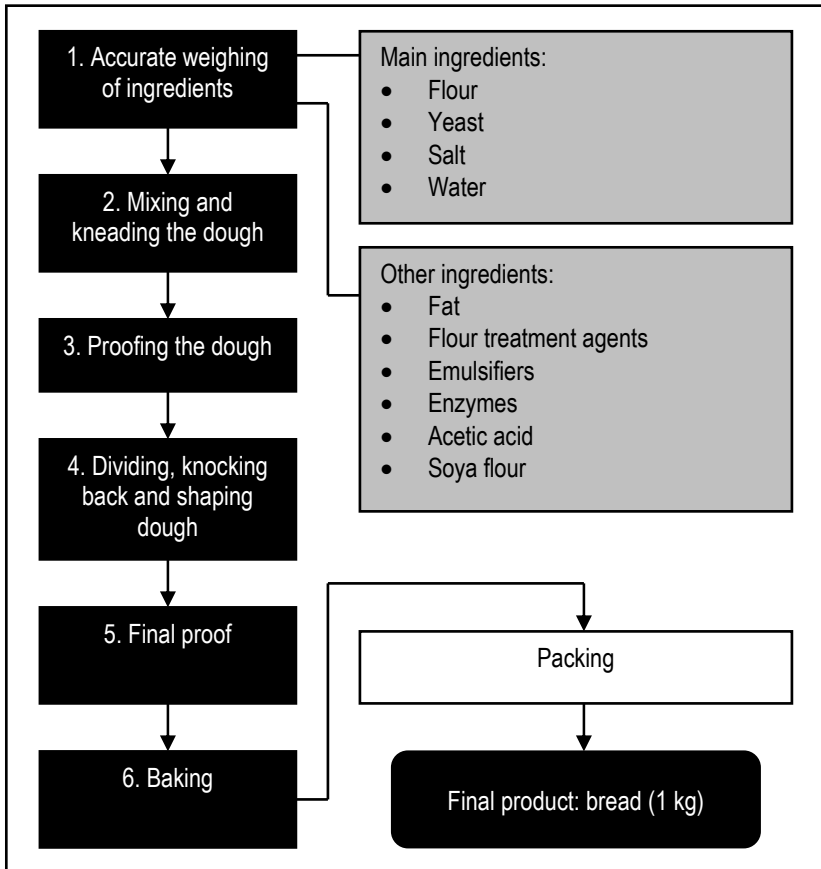 1. Accurate weighing
of ingredients
Main ingredients:
• Flour
• Yeast
• Salt
• Water
2. Mixing and
kneading the dough
Other ingredients:
• Fat
• Flour treatment agents
• Emulsifiers
• Enzymes
• Acetic acid
• Soya flour
3. Proofing the dough
4. Dividing, knocking
back and shaping
dough
5. Final proof
6. Baking
Packing
Final product: bread (1 kg)